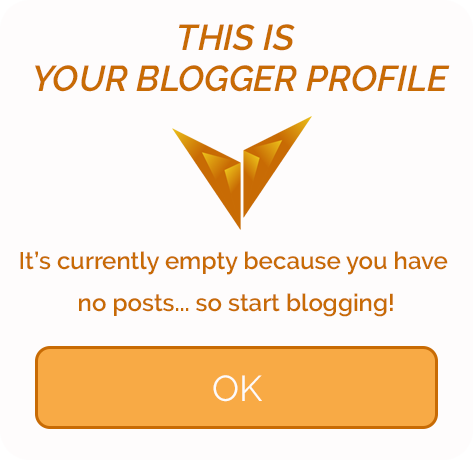 THIS IS
YOUR BLOGGER PROFILE
It's currently empty because you have
no posts... so start blogging!
OK